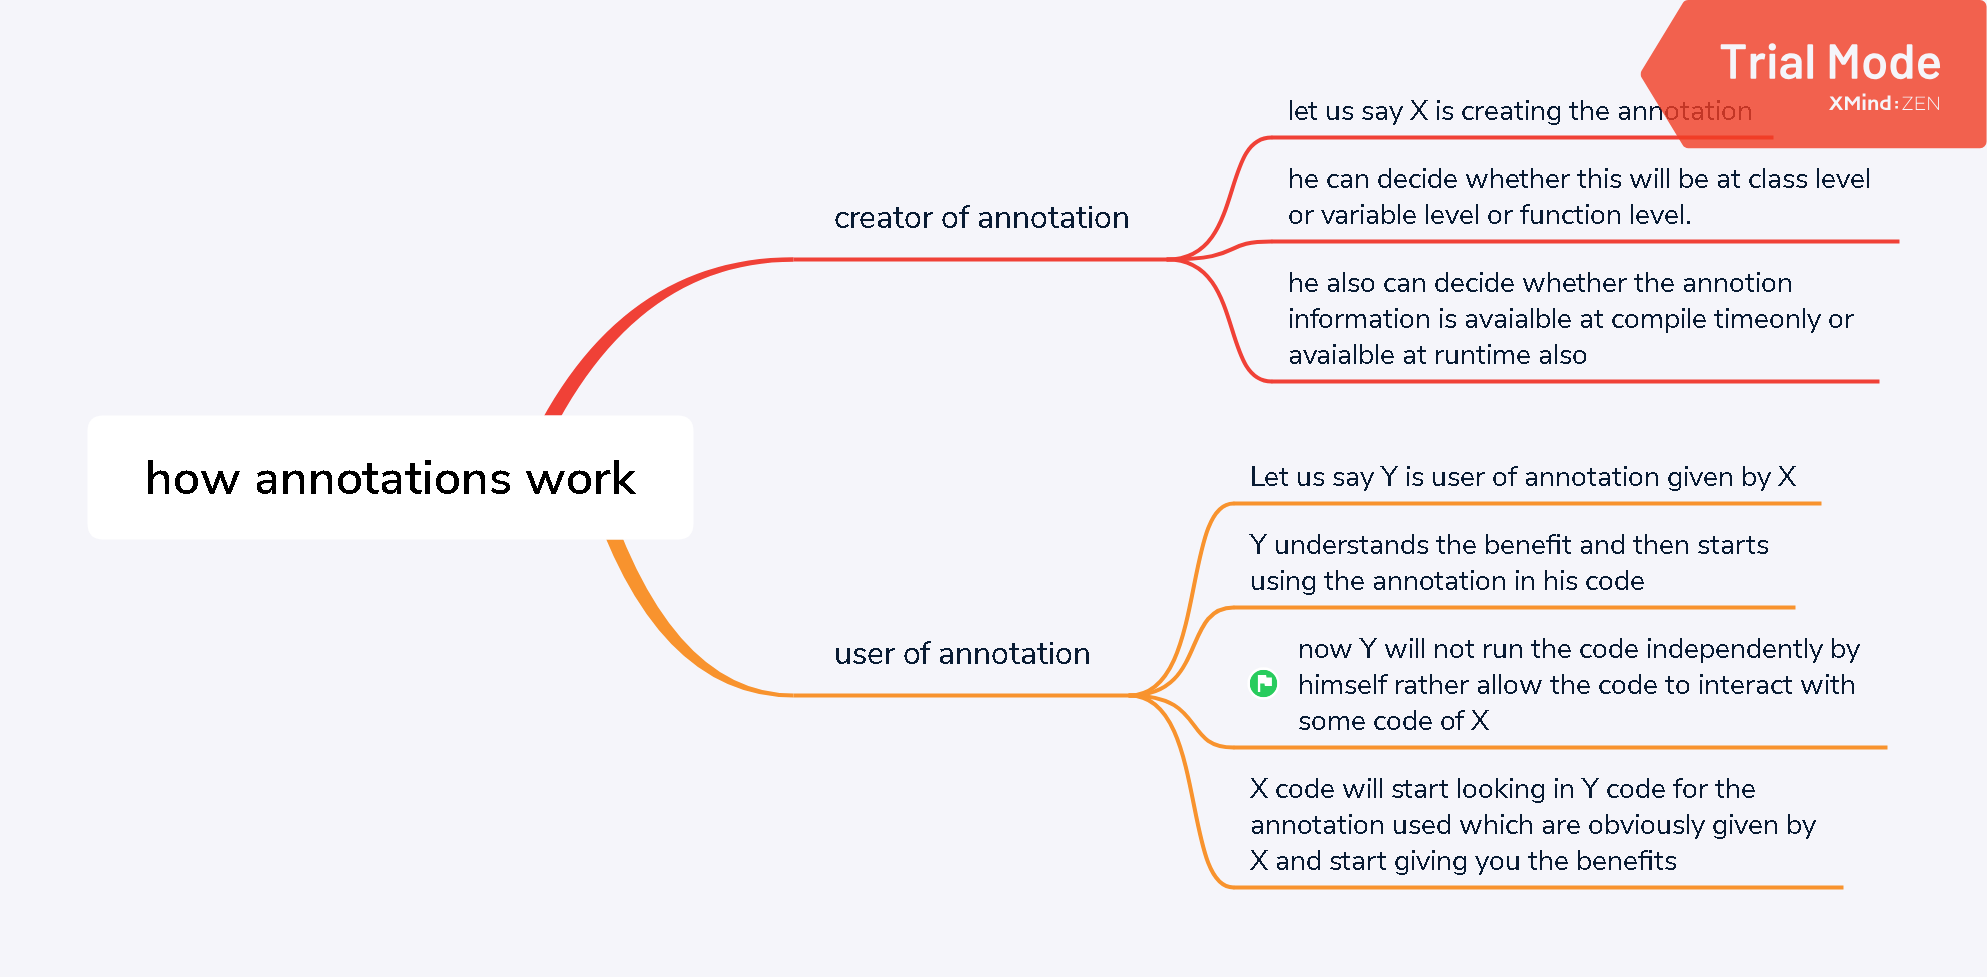 Trial Mode
XMind:ZEN
let us say X is creating the annotation
he can decide whether this will be at class level
or variable level or function level.
creator of annotation
he also can decide whether the annotion
information is avaialble at compile timeonly or
avaialble at runtime also
how annotations work
Let us say Y is user of annotation given by X
Y understands the benefit and then starts
using the annotation in his code
user of annotation
now Y will not run the code independently by
himself rather allow the code to interact with
some code of X
X code will start looking in Y code for the
annotation used which are obviously given by
X and start giving you the benefits